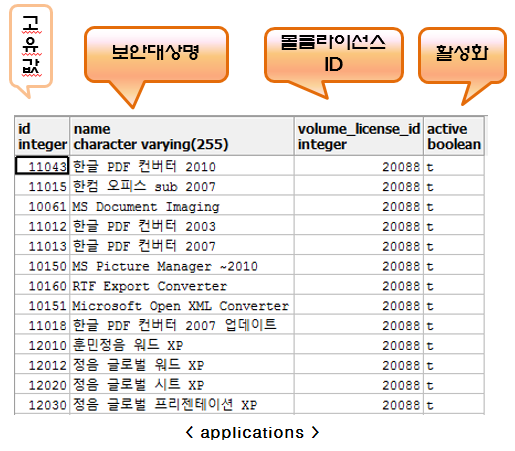 고
유
값
보안대상명
볼륨라이선스
ID
활성화
id name volume_license_id active
integer character varying(255) integer boolean
11043 한글 PDF 컨버터 2010 20088 t
11015 한컴 오피스 sub 2007 20088 t
10061 MS Document Imaging 20088 t
11012 한글 PDF 컨버터 2003 20088 t
11013 한글 PDF 컨버터 2007 20088 t
10150 MS Picture Manager ~2010 20088 t
10160 RTF Export Converter 20088 t
10151 Microsoft Open XML Converter 20088 t
11018 한글 PDF 컨버터 2007 업데이트 20088 t
12010 훈민정음 워드 XP 20088 t
12012 정음 글로벌 워드 XP 20088 t
12020 정음 글로벌 시트 XP 20088 t
12030 정음 글로벌 프리젠테이션 XP 20088 t
< applications >